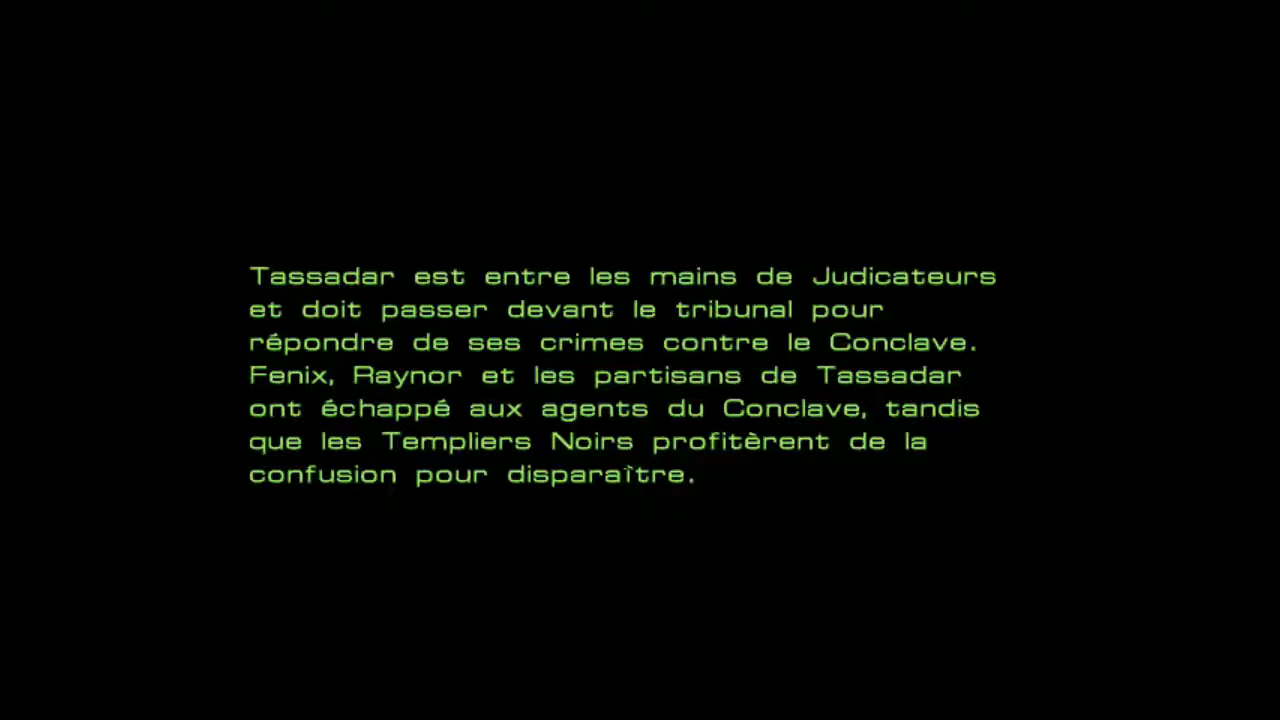 Tassadar est entre les mains de Judicateurs
et doit passer devant le tribunal pour
répondre de ses crimes contre le Conclave.
Fenix, Raynor et les partisans de Tassadar
ont échappé aux agents du Conclave, tandis
que les Templiers Noirs profitèrent de la
confusion pour disparaître.